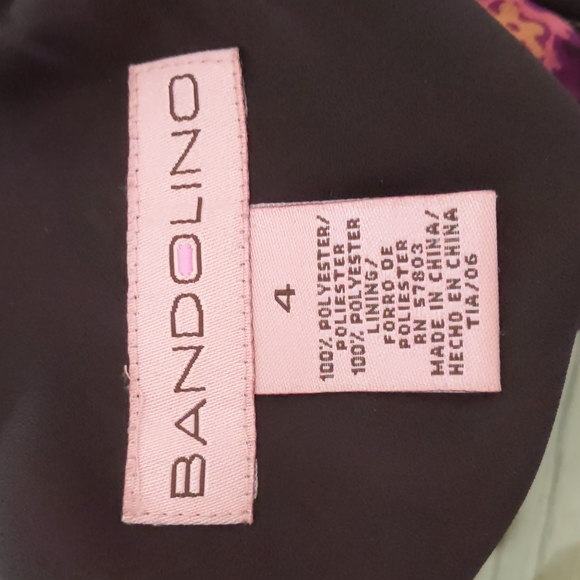 BANDOLINO
4
100% POLYESTER/
POLIESTER
100% POLYESTER
LINING/
FORRO DE
POLIESTER
RN 57803
MADE IN CHINA/
HECHO EN CHINA
TIA/06